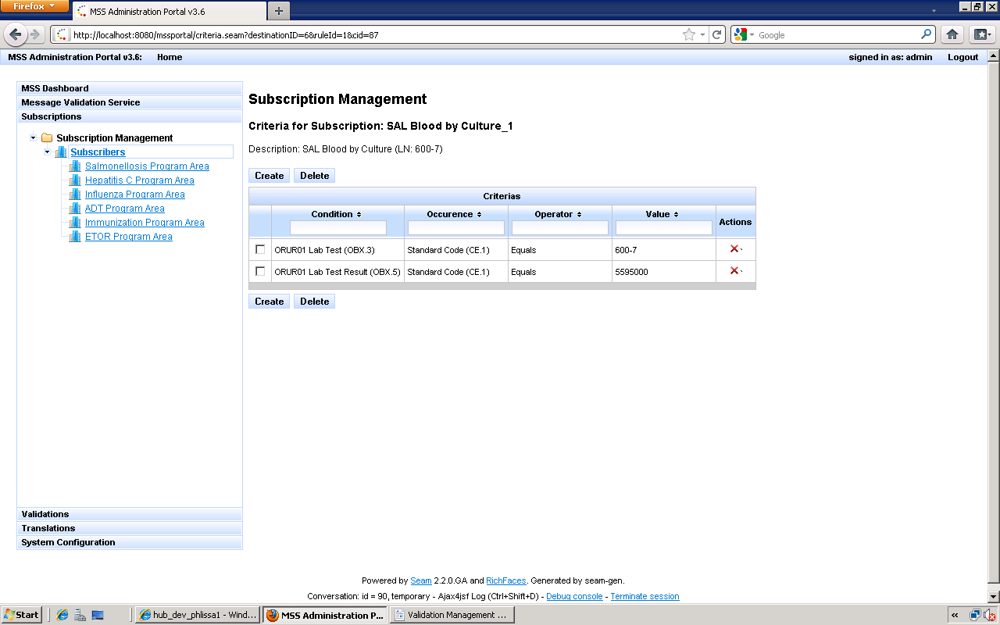 Firefox
MSS Administration Portal v3.6
http://localhost:8080/mssportal/criteria.seam?destinationID=6&ruleId=1&cid=87
Google
MSS Administration Portal v3.6: Home signed in as: admin Logout
MSS Dashboard
Message Validation Service
Subscriptions
Subscription Management
Subscribers
Salmonellosis Program Area
Hepatitis C Program Area
Influenza Program Area
ADT Program Area
Immunization Program Area
ETOR Program Area
Validations
Translations
System Configuration
Subscription Management
Criteria for Subscription: SAL Blood by Culture_1
Description: SAL Blood by Culture (LN: 600-7)
Create Delete
Criterias
Condition Occurence Operator Value Actions
ORUR01 Lab Test (OBX.3) Standard Code (CE.1) Equals 600-7
ORUR01 Lab Test Result (OBX.5) Standard Code (CE.1) Equals 5595000
Create Delete
Powered by Seam 2.2.0.GA and RichFaces. Generated by seam-gen.
Conversation: id = 90, temporary - Ajax4jsf Log (Ctrl+Shift+D) - Debug console - Terminate session
Start hub_dev_phlissa1 - Wind... MSS Administration P... Validation Management ... «